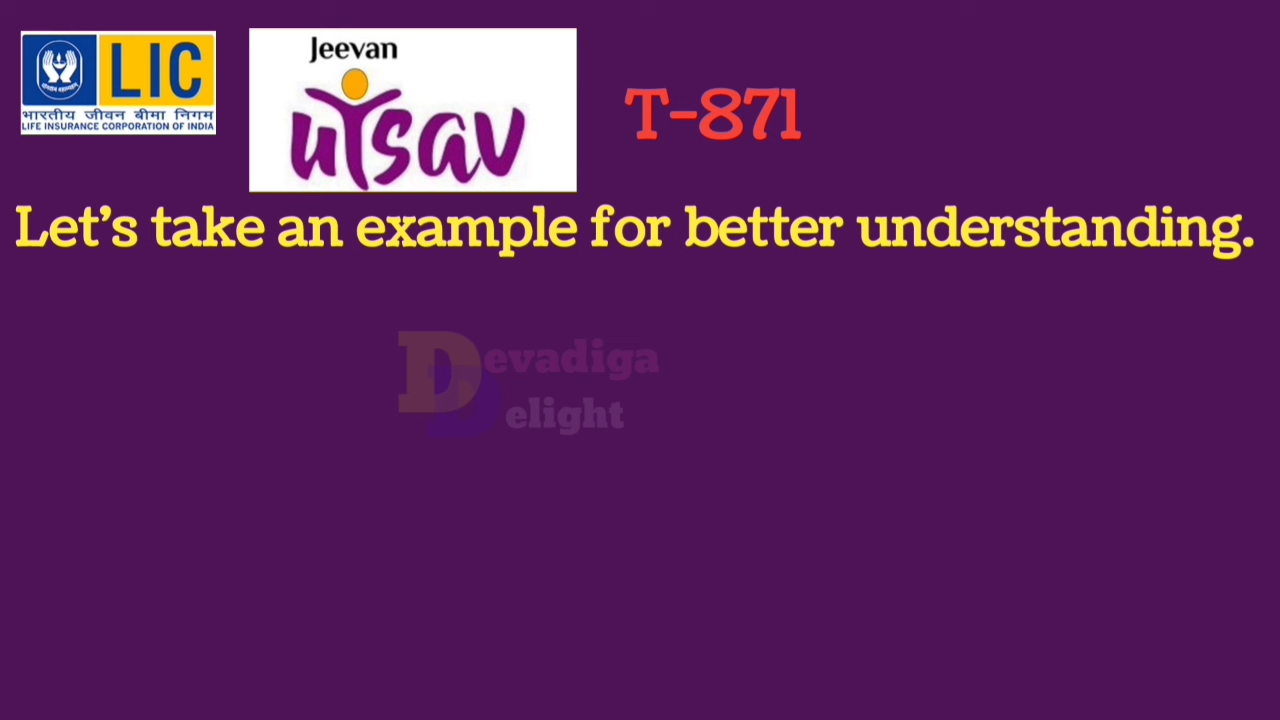 LIC
भारतीय जीवन बीमा निगम
LIFE INSURANCE CORPORATION OF INDIA
Jeevan
utsav
T-871
Let's take an example for better understanding.
Devadiga
Delight